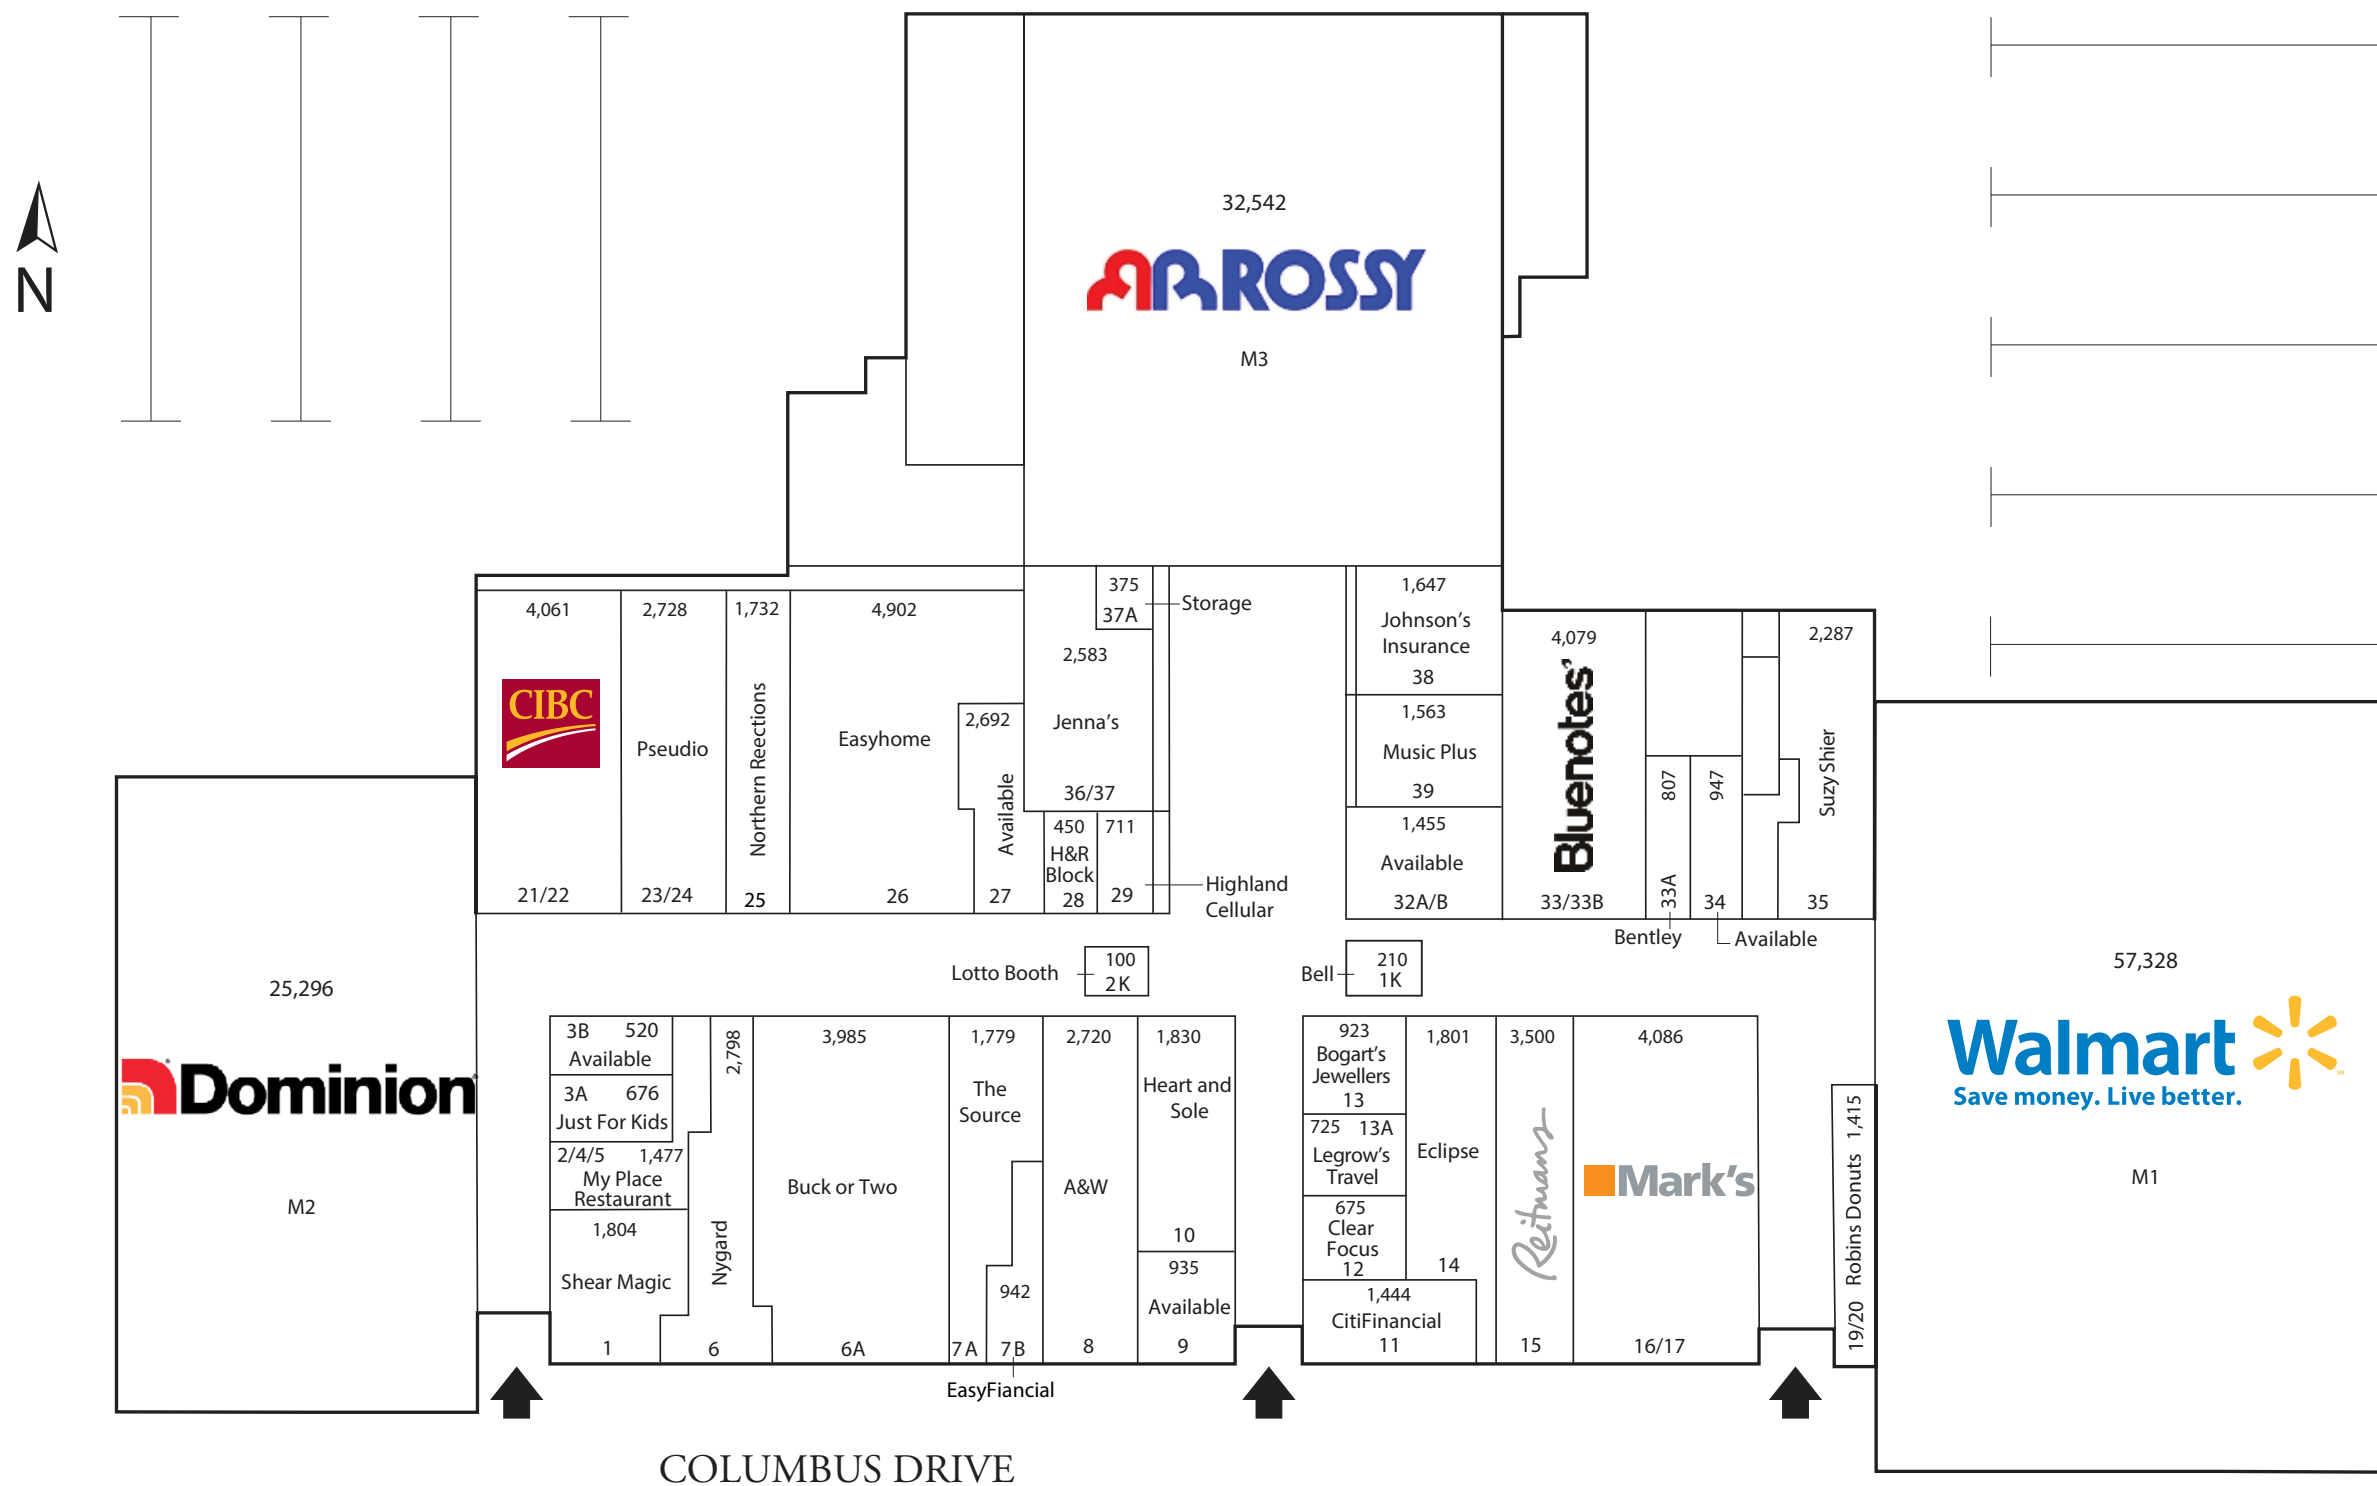 N
32,542
ROSSY
M3
4,061
CIBC
21/22
2,728
Pseudio
23/24
1,732
Northern Reections
25
4,902
Easyhome
26
2,692
Available
27
375
37A
Storage
2,583
Jenna's
36/37
450
H&R
Block
28
711
29
Highland
Cellular
1,647
Johnson's
Insurance
38
1,563
Music Plus
39
1,455
Available
32A/B
4,079
Bluenotes'
33/33B
807
33A
Bentley
947
34
Available
2,287
Suzy Shier
35
25,296
Dominion
M2
Lotto Booth
100
2K
Bell
210
1K
57,328
Walmart
Save money. Live better.
M1
3B 520
Available
3A 676
Just For Kids
2/4/5 1,477
My Place
Restaurant
1,804
Shear Magic
1
2,798
Nygard
6
3,985
Buck or Two
6A
1,779
The
Source
7A
942
7B
EasyFiancial
2,720
A&W
8
1,830
Heart and
Sole
10
935
Available
9
923
Bogart's
Jewellers
13
725 13A
Legrow's
Travel
675
Clear
Focus
12
1,444
CitiFinancial
11
1,801
Eclipse
14
3,500
Reitmans
15
4,086
Mark's
16/17
19/20 Robins Donuts 1,415
COLUMBUS DRIVE